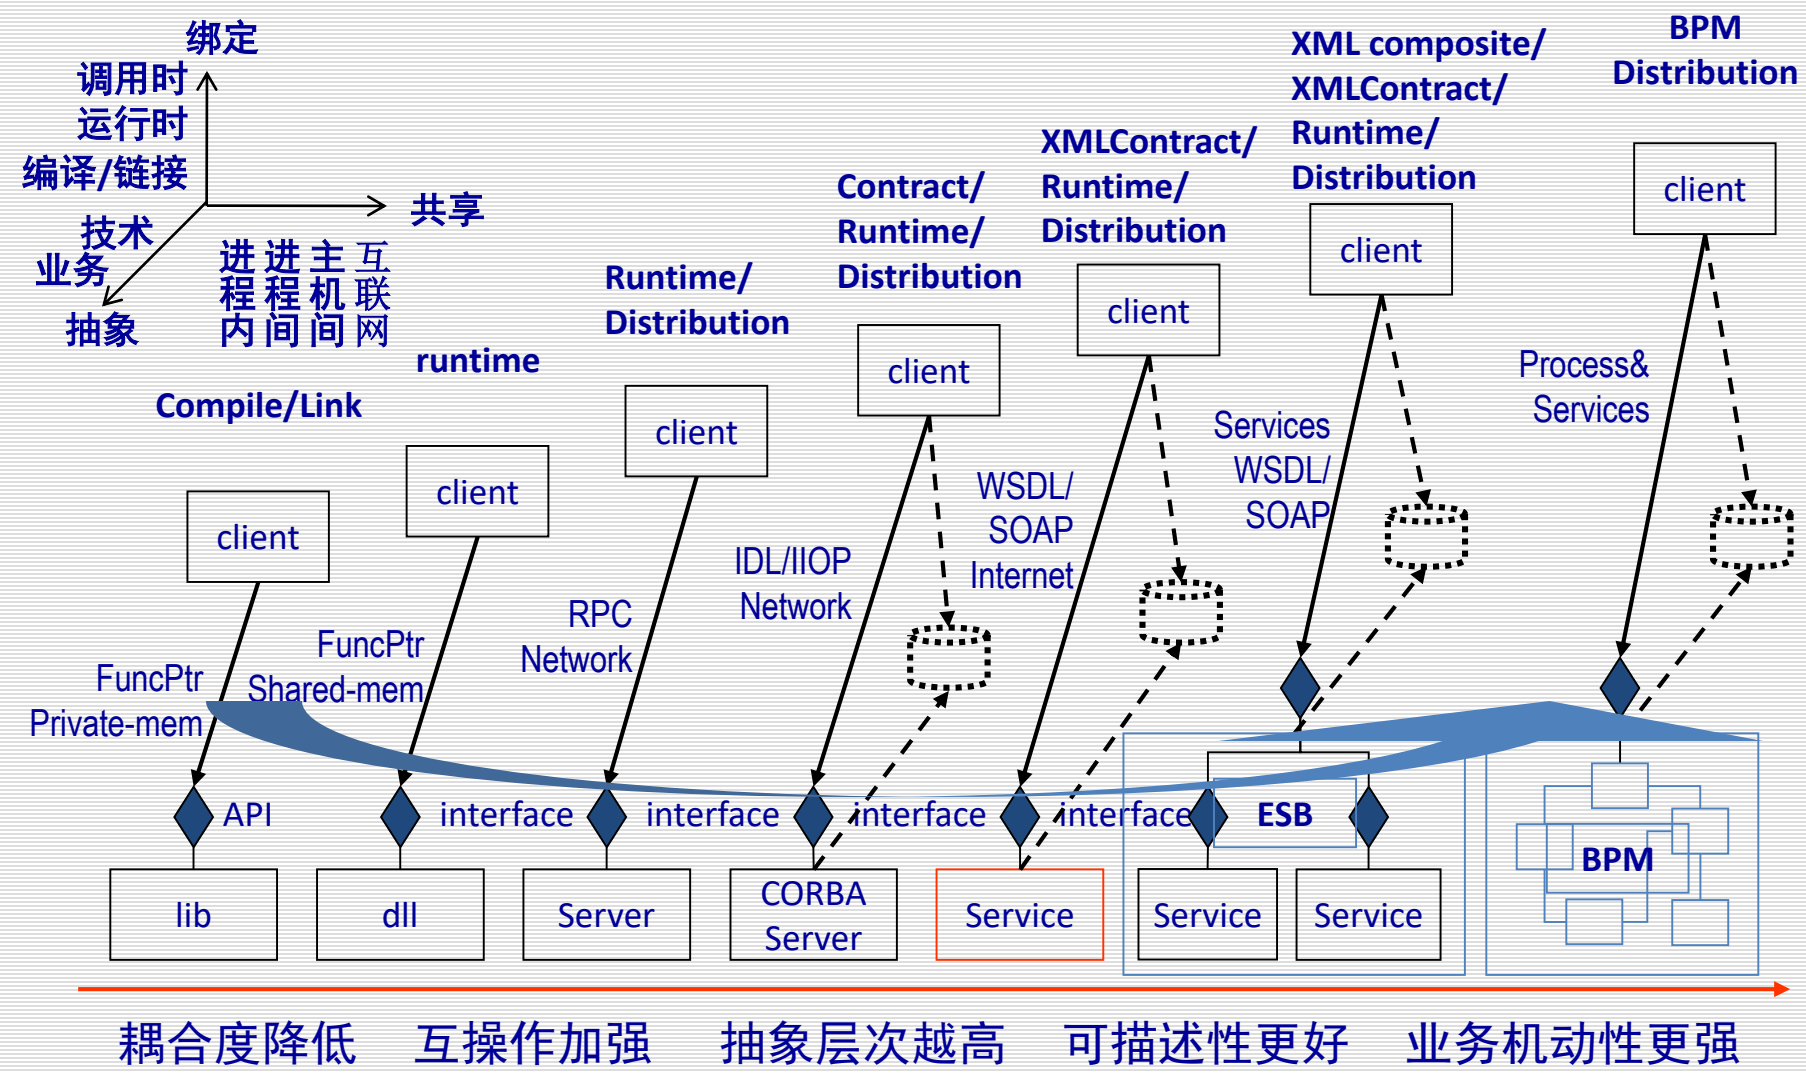 绑定
调用时
运行时
编译/链接
技术
业务
抽象
共享
进程内
进程间
主机间
互联网
Compile/Link
client
FuncPtr
Private-mem
API
lib
runtime
client
FuncPtr
Shared-mem
interface
dll
Runtime/
Distribution
client
RPC
Network
interface
Server
Contract/
Runtime/
Distribution
client
IDL/IIOP
Network
interface
CORBA
Server
XMLContract/
Runtime/
Distribution
client
WSDL/
SOAP
Internet
interface
Service
XML composite/
XMLContract/
Runtime/
Distribution
client
Services
WSDL/
SOAP
ESB
Service
Service
BPM
Distribution
client
Process&
Services
BPM
耦合度降低
互操作加强
抽象层次越高
可描述性更好
业务机动性更强